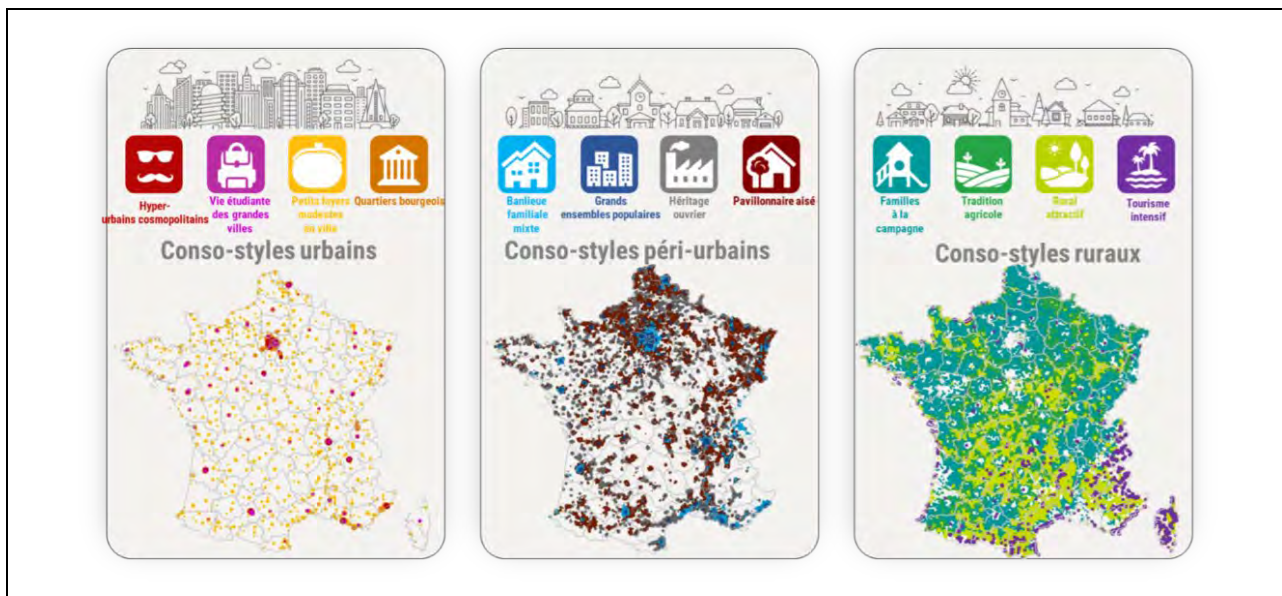 Hyper-
urbains cosmopolitains
Vie étudiante
des grandes
villes
Petits foyers
modestes
en ville
Quartiers bourgeois
Conso-styles urbains
Banlieue
familiale
mixte
Grands
ensembles populaires
Héritage
ouvrier
Pavillonnaire aisé
Conso-styles péri-urbains
Familles
à la
campagne
Tradition
agricole
Rural
attractif
Tourisme
intensif
Conso-styles ruraux